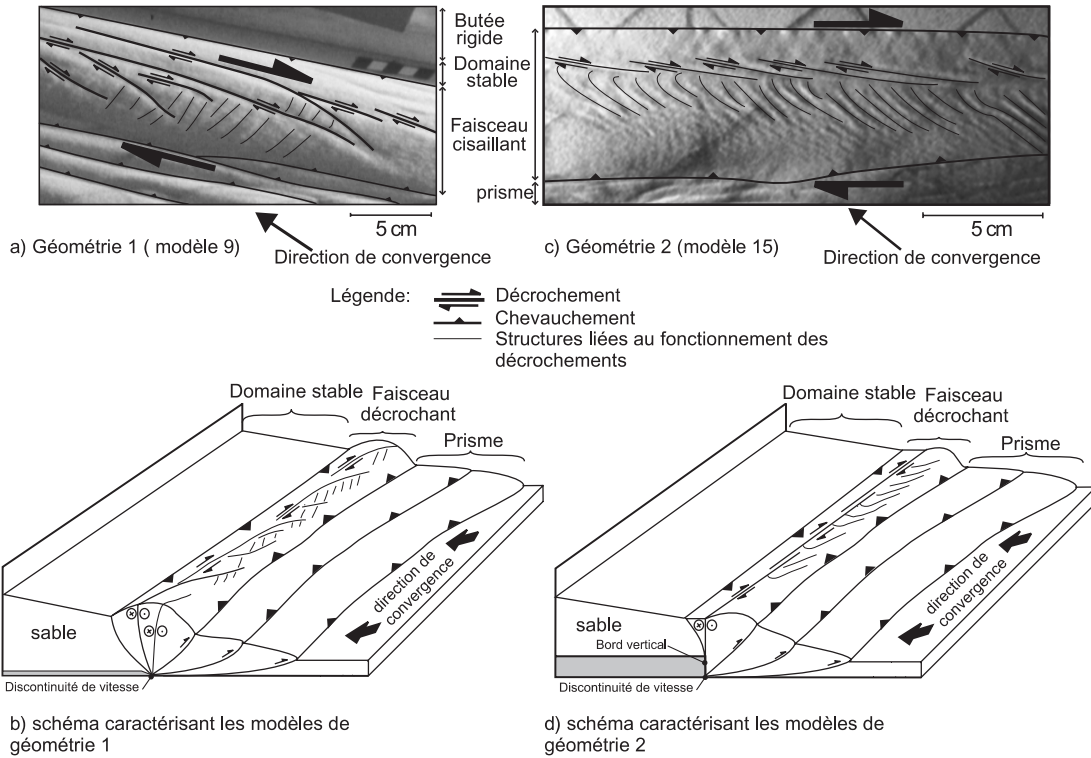 Butée
rigide
Domaine
stable
Faisceau
cisaillant
prisme
5 cm
5 cm
a) Géométrie 1 ( modèle 9)
Direction de convergence
c) Géométrie 2 (modèle 15)
Direction de convergence
Légende:
Décrochement
Chevauchement
Structures liées au fonctionnement des
décrochements
Domaine stable
Faisceau
décrochant
Prisme
direction de
convergence
sable
Discontinuité de vitesse
b) schéma caractérisant les modèles de
géométrie 1
Domaine stable
Faisceau
décrochant
Prisme
direction de
convergence
sable
Bord vertical
Discontinuité de vitesse
d) schéma caractérisant les modèles de
géométrie 2